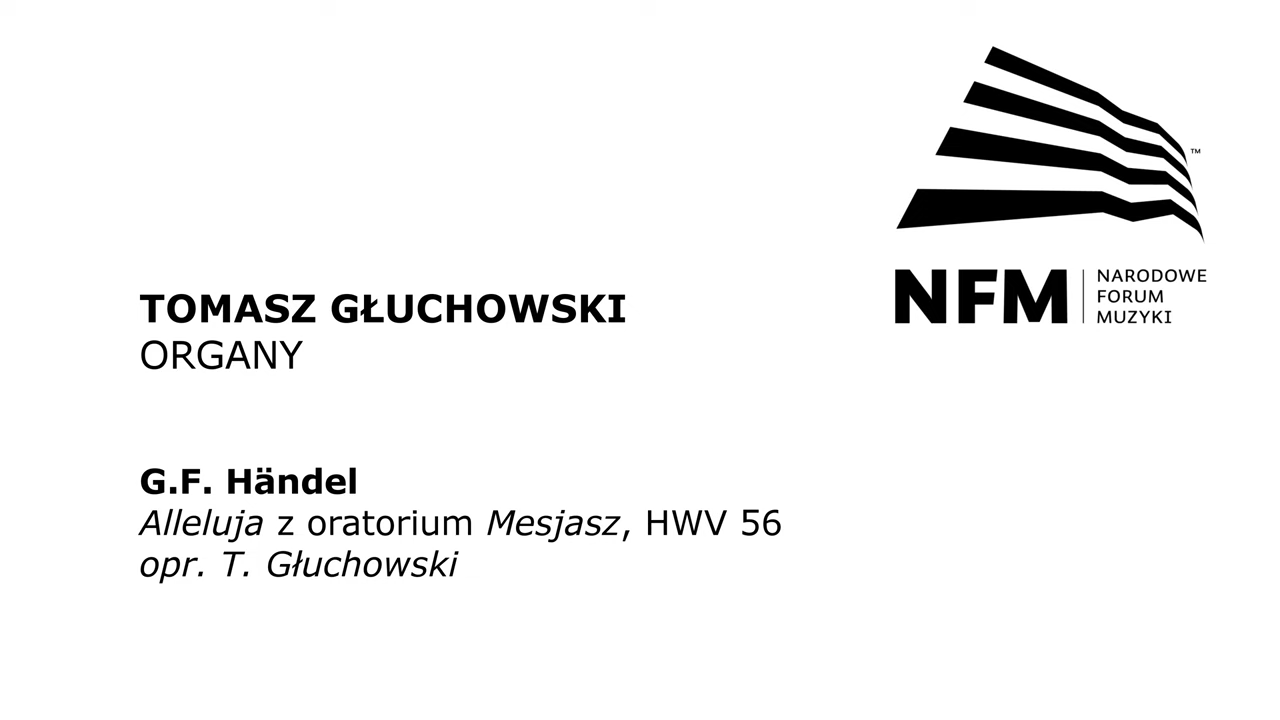 TOMASZ GŁUCHOWSKI
ORGANY
G.F. Händel
Alleluja z oratorium Mesjasz, HWV 56
opr. T. Głuchowski
™
NFM
NARODOWE
FORUM
MUZYKI